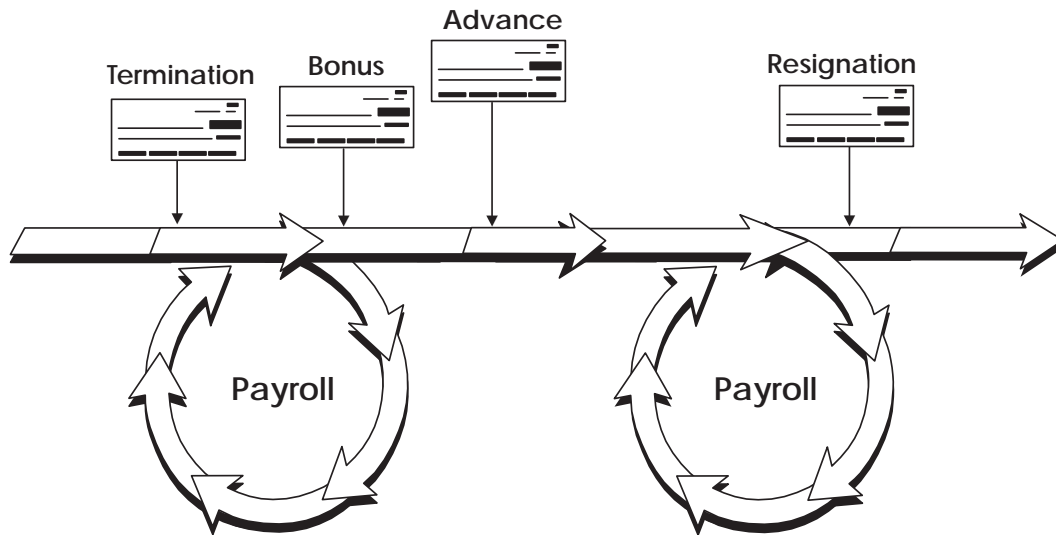 Advance
Bonus
Termination
Resignation
Payroll
Payroll